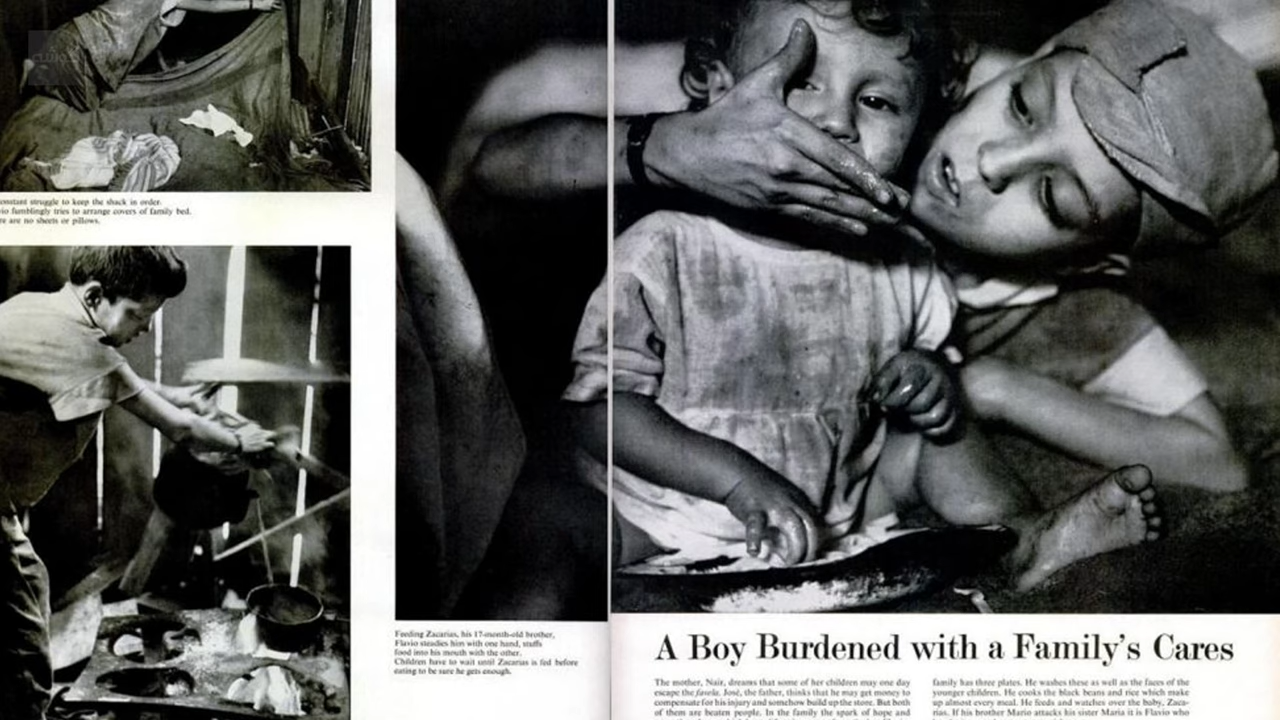 onstant struggle to keep the shack in order.
vio fumblingly tries to arrange covers of family bed.
re are no sheets or pillows.
Feeding Zacarias, his 17-month-old brother,
Flavio steadies him with one hand, stuffs
food into his mouth with the other.
Children have to wait until Zacarias is fed before
eating to be sure he gets enough.
A Boy Burdened with a Family's Cares
The mother, Nair, dreams that some of her children may one day
escape the favela. José, the father, thinks that he may get money to
compensate for his injury and somehow build up the store. But both
of them are beaten people. In the family the spark of hope and
family has three plates. He washes these as well as the faces of the
younger children. He cooks the black beans and rice which make
up almost every meal. He feeds and watches over the baby, Zaca-
rias. If his brother Mario attacks his sister Maria it is Flavio who